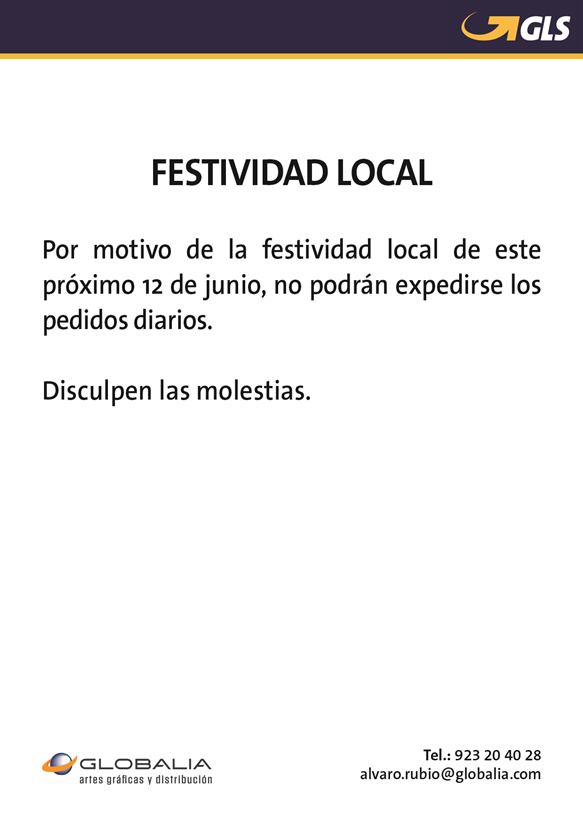 GLS
FESTIVIDAD LOCAL
Por motivo de la festividad local de este
próximo 12 de junio, no podrán expedirse los
pedidos diarios.
Disculpen las molestias.
GLOBALIA
artes gráficas y distribución
Tel.: 923 20 40 28
alvaro.rubio@globalia.com